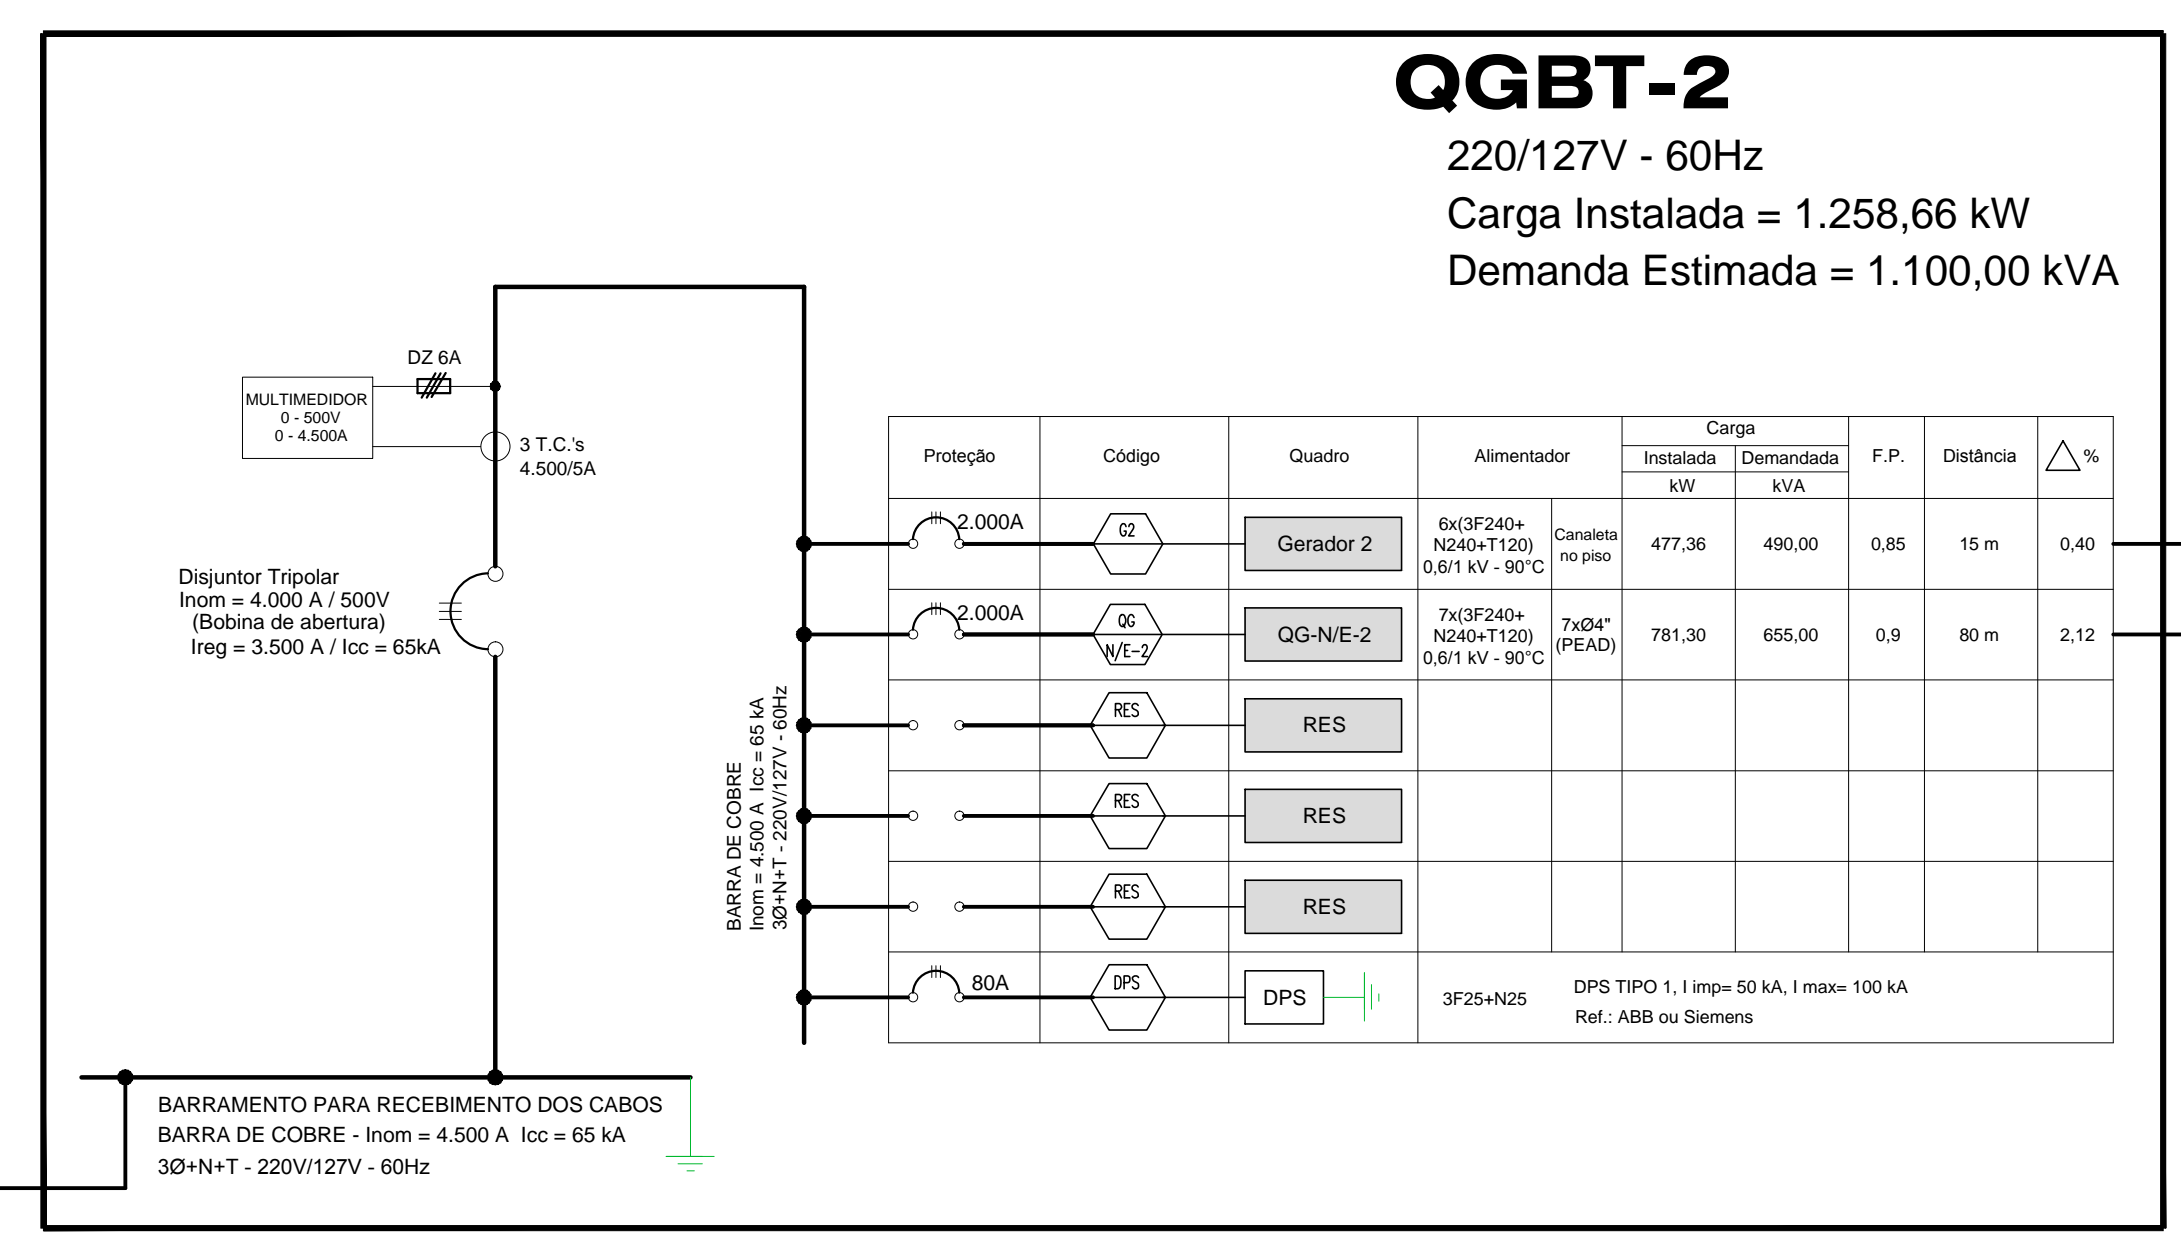 QGBT-2
220/127V - 60Hz
Carga Instalada = 1.258,66 kW
Demanda Estimada = 1.100,00 kVA
DZ 6A
MULTIMEDIDOR
0 - 500V
0 - 4.500A
3 T.C.'s
4.500/5A
Disjuntor Tripolar
Inom = 4.000 A / 500V
(Bobina de abertura)
Ireg = 3.500 A / Icc = 65kA
BARRA DE COBRE
Inom = 4.500 A Icc = 65 kA
3Ø+N+T - 220V/127V - 60Hz
Proteção
Código
Quadro
Alimentador
Carga
Instalada
Demandada
kW
kVA
F.P.
Distância
△%
2.000A
G2
Gerador 2
6x(3F240+
N240+T120)
0,6/1 kV - 90°C
Canaleta
no piso
477,36
490,00
0,85
15 m
0,40
2.000A
QG
N/E-2
QG-N/E-2
7x(3F240+
N240+T120)
0,6/1 kV - 90°C
7xØ4"
(PEAD)
781,30
655,00
0,9
80 m
2,12
RES
RES
RES
RES
RES
RES
80A
DPS
DPS
3F25+N25
DPS TIPO 1, I imp= 50 kA, I max= 100 kA
Ref.: ABB ou Siemens
BARRAMENTO PARA RECEBIMENTO DOS CABOS
BARRA DE COBRE - Inom = 4.500 A Icc = 65 kA
3Ø+N+T - 220V/127V - 60Hz